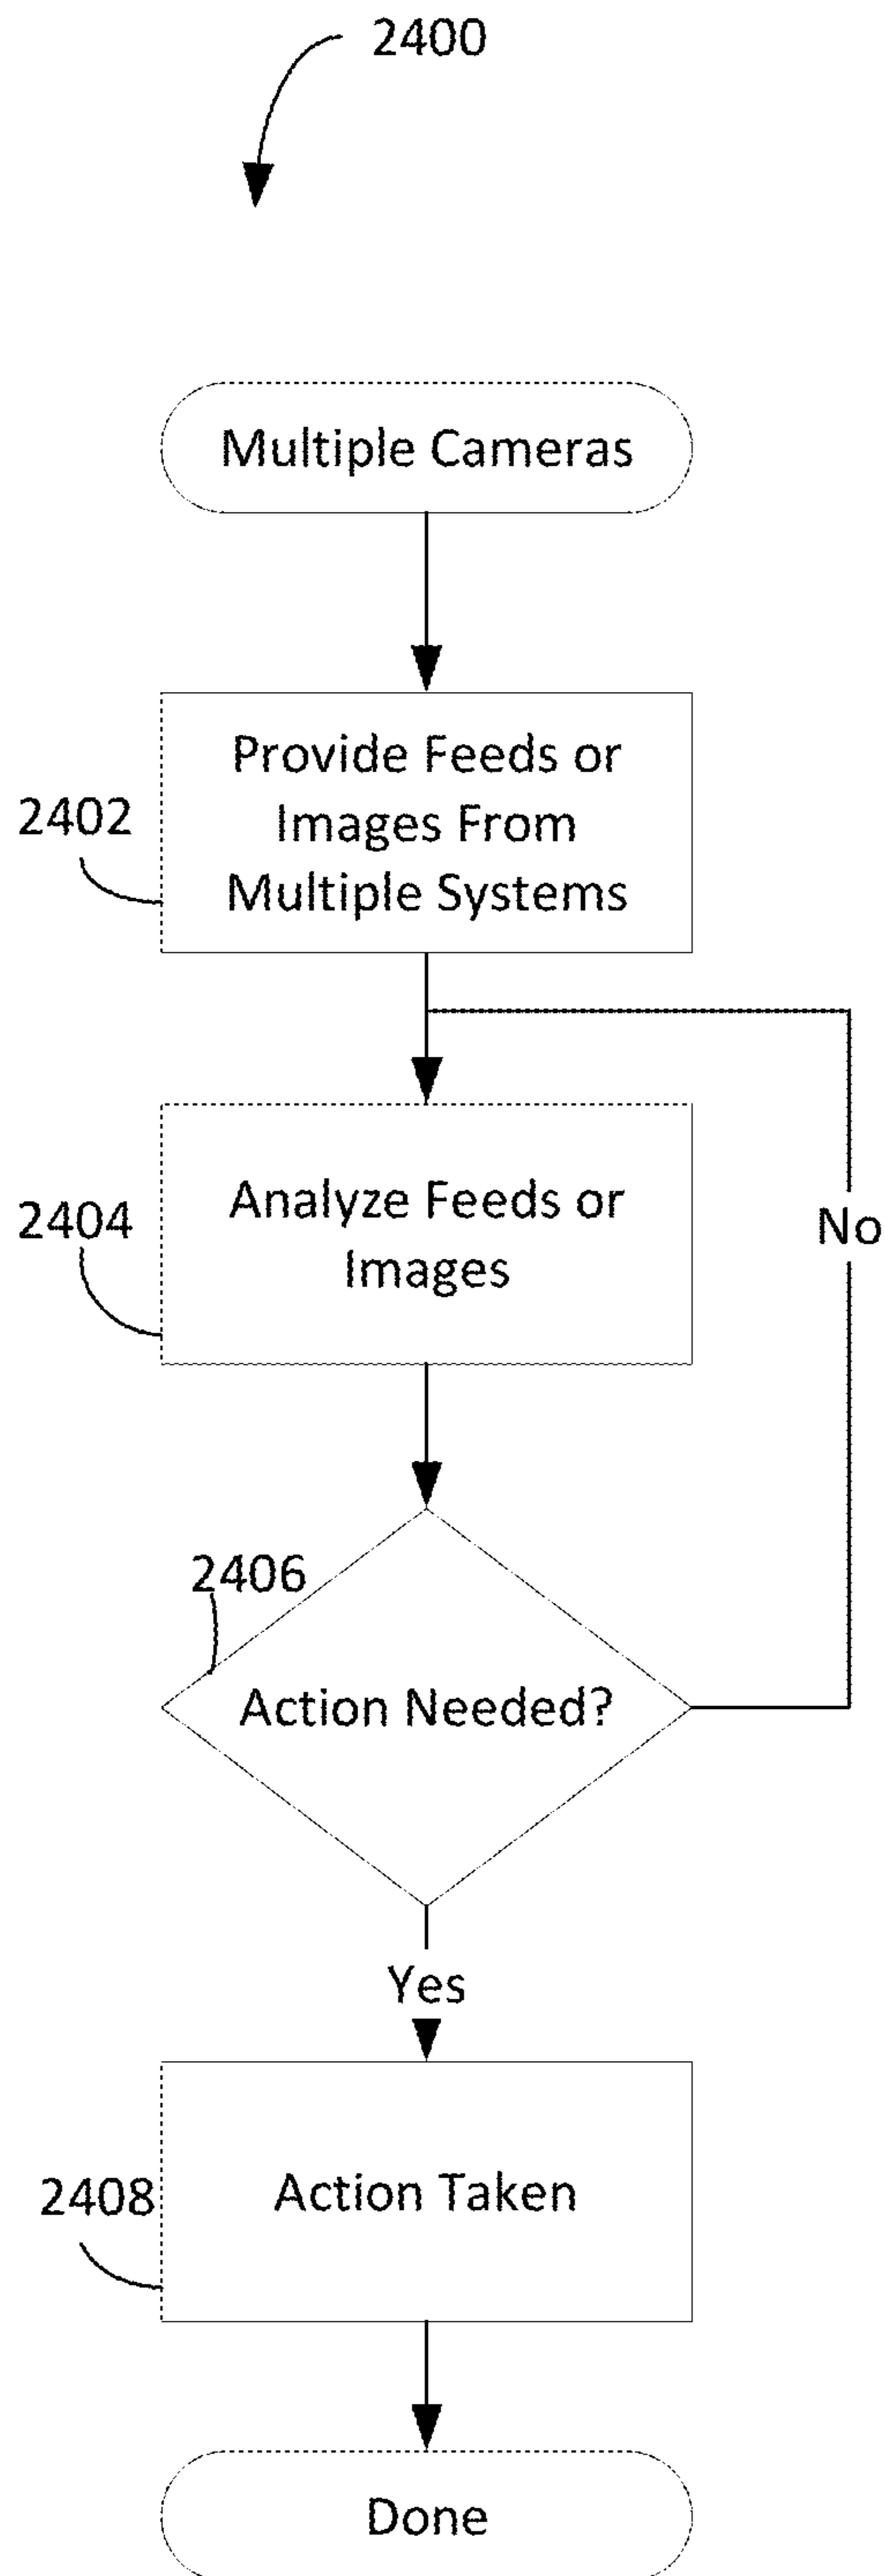 2400
Multiple Cameras
Provide Feeds or
Images From
Multiple Systems
2402
Analyze Feeds or
Images
2404
No
2406
Action Needed?
Yes
Action Taken
2408
Done